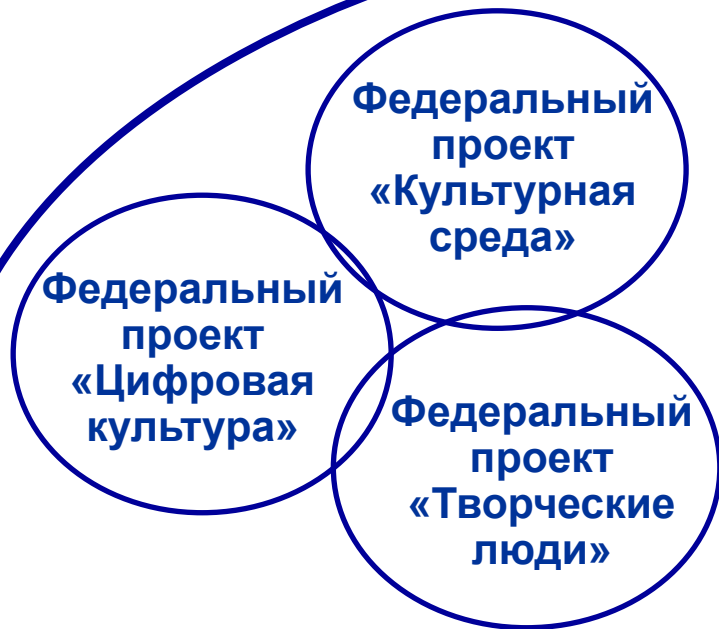 Федеральный
проект
«Культурная
среда»
Федеральный
проект
«Цифровая
культура»
Федеральный
проект
«Творческие
люди»